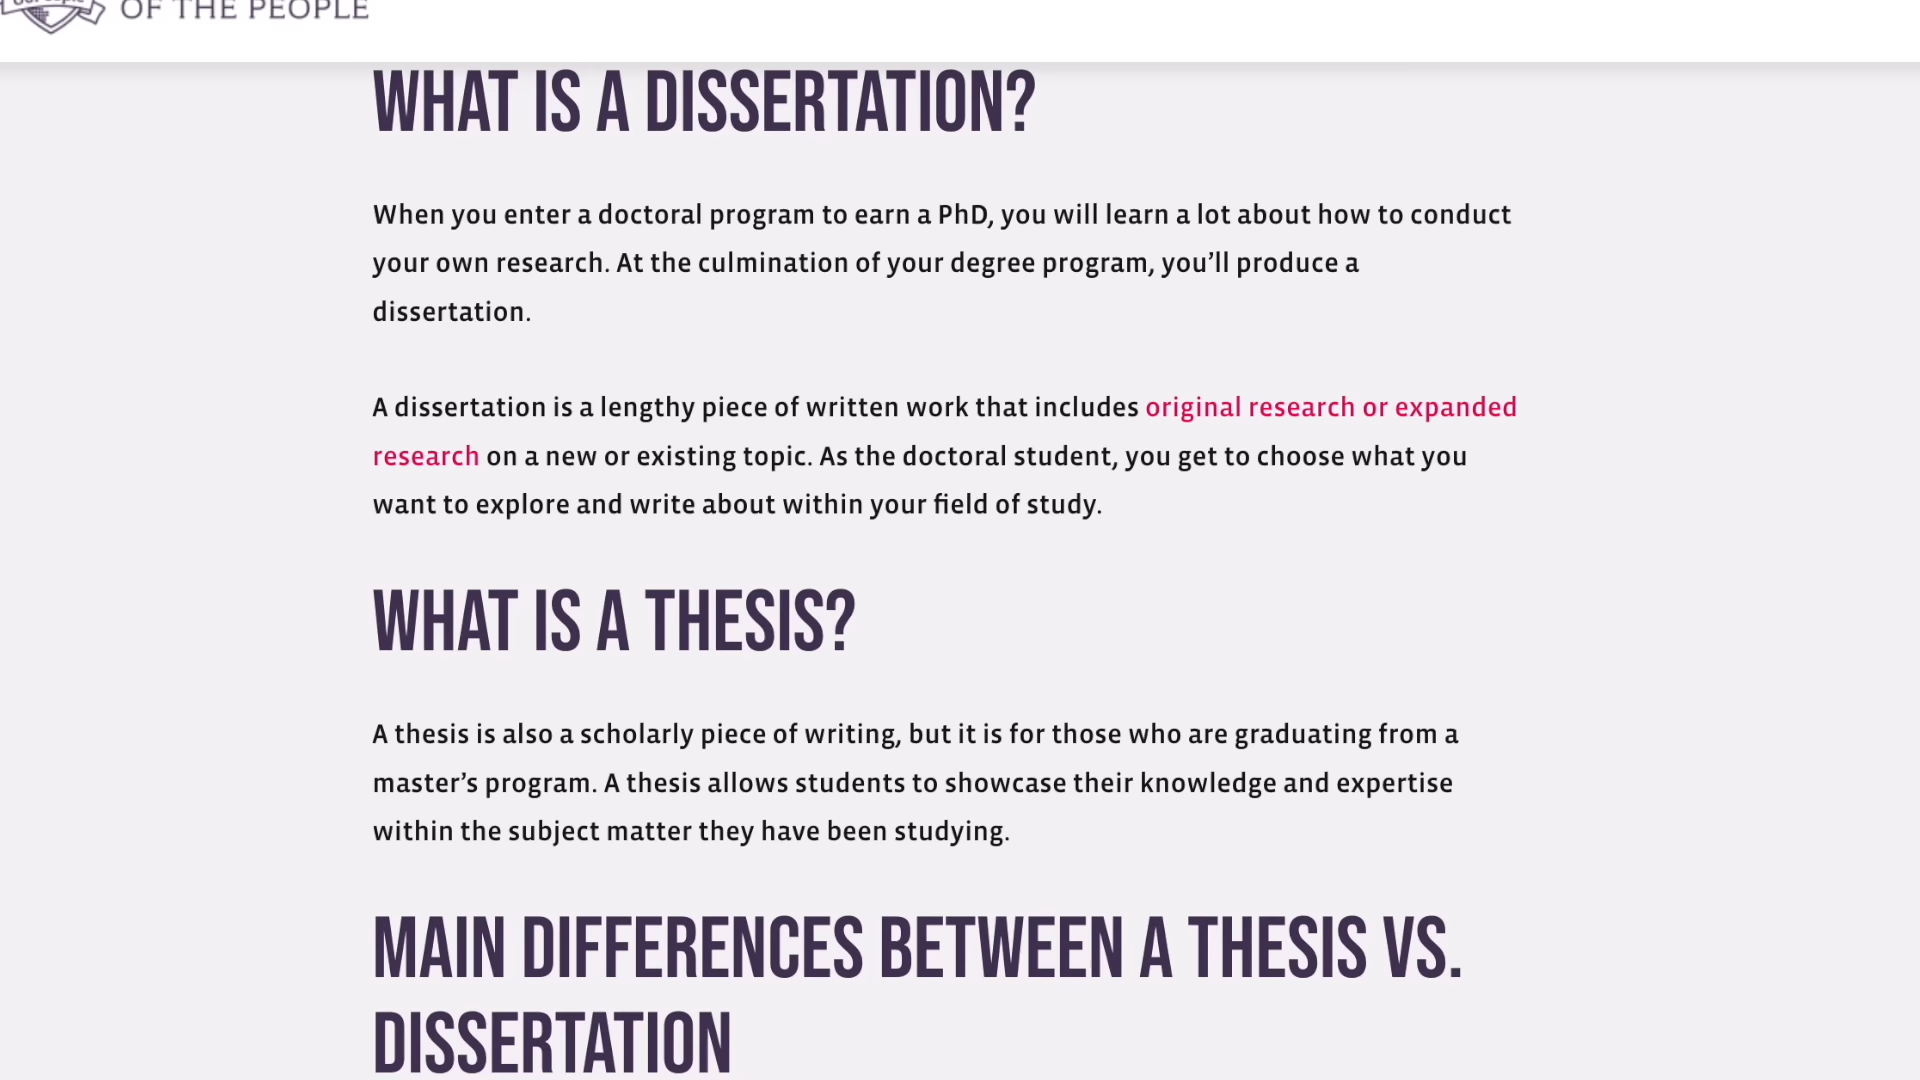 OF THE PEOPLE
WHAT IS A DISSERTATION?
When you enter a doctoral program to earn a PhD, you will learn a lot about how to conduct
your own research. At the culmination of your degree program, you’ll produce a
dissertation.
A dissertation is a lengthy piece of written work that includes original research or expanded
research on a new or existing topic. As the doctoral student, you get to choose what you
want to explore and write about within your field of study.
WHAT IS A THESIS?
A thesis is also a scholarly piece of writing, but it is for those who are graduating from a
master’s program. A thesis allows students to showcase their knowledge and expertise
within the subject matter they have been studying.
MAIN DIFFERENCES BETWEEN A THESIS VS.
DISSERTATION